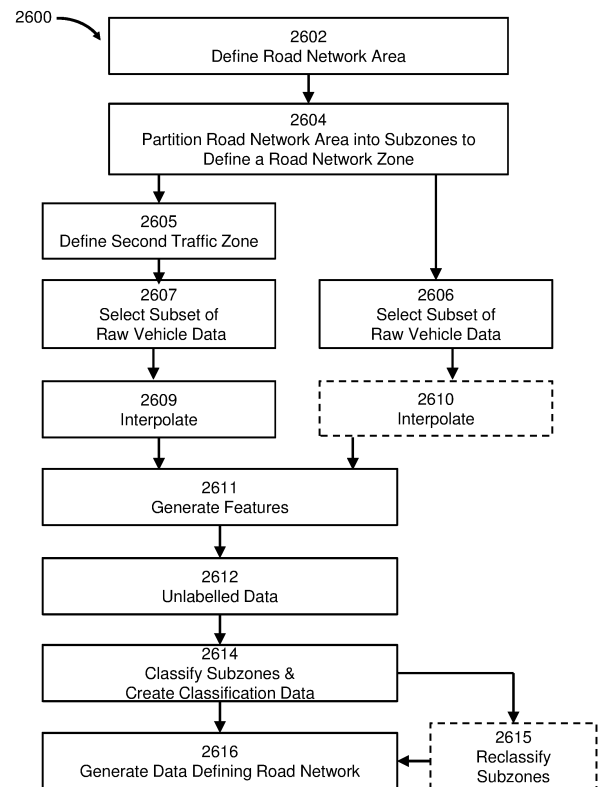 2600
2602
Define Road Network Area
2604
Partition Road Network Area into Subzones to
Define a Road Network Zone
2605
Define Second Traffic Zone
2607
Select Subset of
Raw Vehicle Data
2606
Select Subset of
Raw Vehicle Data
2609
Interpolate
2610
Interpolate
2611
Generate Features
2612
Unlabelled Data
2614
Classify Subzones &
Create Classification Data
2615
Reclassify
Subzones
2616
Generate Data Defining Road Network